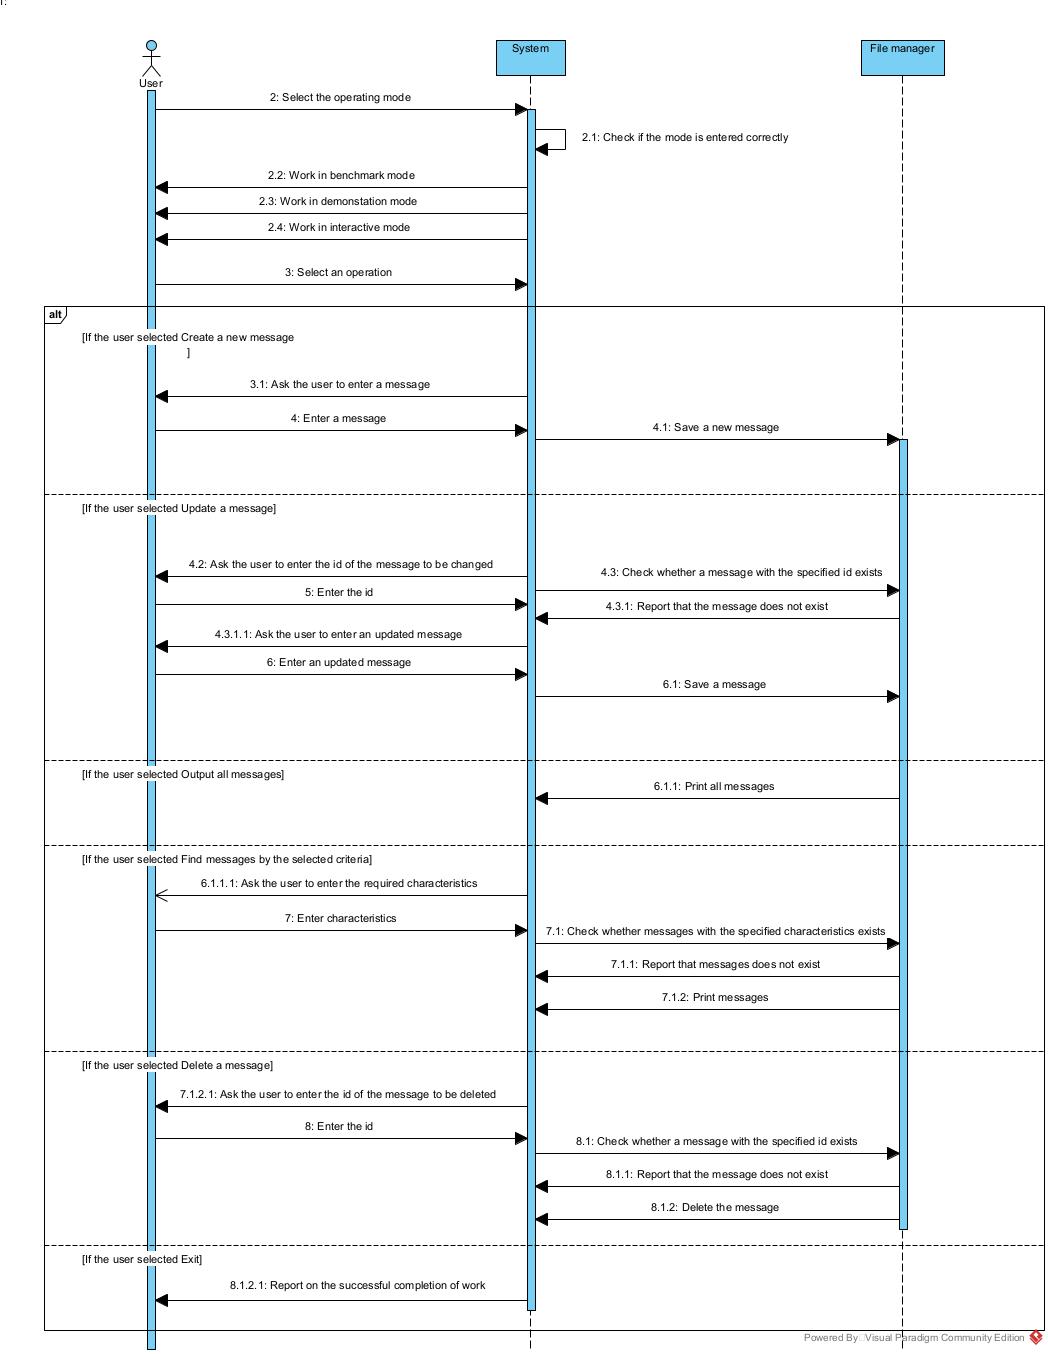 1:
System
File manager
User
2: Select the operating mode
2.1: Check if the mode is entered correctly
2.2: Work in benchmark mode
2.3: Work in demonstation mode
2.4: Work in interactive mode
3: Select an operation
alt
[If the user selected Create a new message
]
3.1: Ask the user to enter a message
4: Enter a message
4.1: Save a new message
[If the user selected Update a message]
4.2: Ask the user to enter the id of the message to be changed
4.3: Check whether a message with the specified id exists
5: Enter the id
4.3.1: Report that the message does not exist
4.3.1.1: Ask the user to enter an updated message
6: Enter an updated message
6.1: Save a message
[If the user selected Output all messages]
6.1.1: Print all messages
[If the user selected Find messages by the selected criteria]
6.1.1.1: Ask the user to enter the required characteristics
7: Enter characteristics
7.1: Check whether messages with the specified characteristics exists
7.1.1: Report that messages does not exist
7.1.2: Print messages
[If the user selected Delete a message]
7.1.2.1: Ask the user to enter the id of the message to be deleted
8: Enter the id
8.1: Check whether a message with the specified id exists
8.1.1: Report that the message does not exist
8.1.2: Delete the message
[If the user selected Exit]
8.1.2.1: Report on the successful completion of work
Powered By Visual Paradigm Community Edition